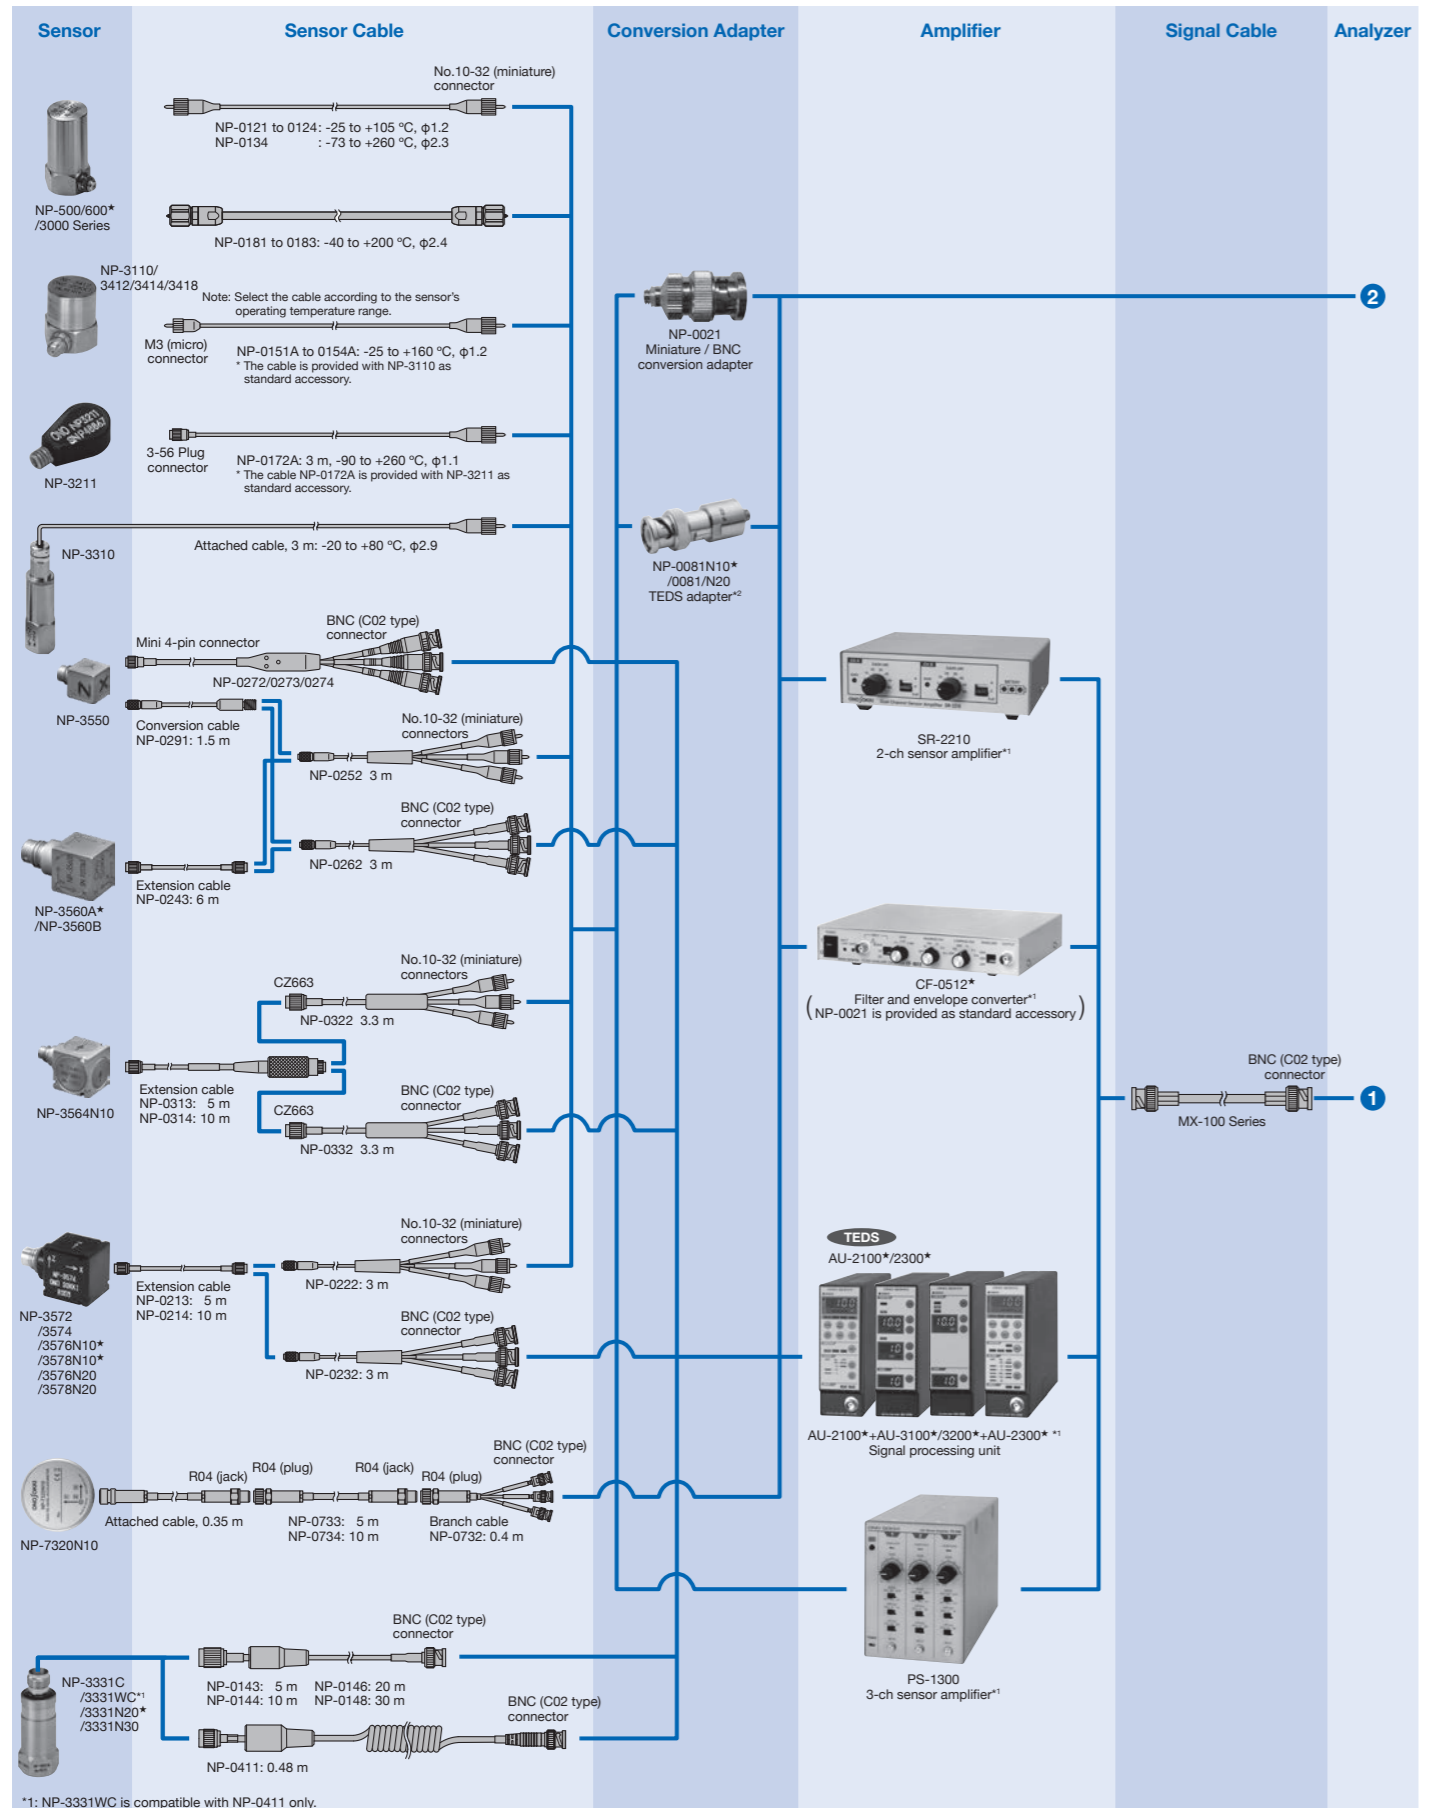 Sensor
Sensor Cable
Conversion Adapter
Amplifier
Signal Cable
Analyzer
No.10-32 (miniature)
connector
NP-0121 to 0124: -25 to +105 ºC, φ1.2
NP-0134 : -73 to +260 ºC, φ2.3
NP-500/600★
/3000 Series
NP-0181 to 0183: -40 to +200 ºC, φ2.4
NP-3110/
3412/3414/3418
Note: Select the cable according to the sensor's
operating temperature range.
M3 (micro)
connector
NP-0151A to 0154A: -25 to +160 ºC, φ1.2
* The cable is provided with NP-3110 as
standard accessory.
NP-0021
Miniature / BNC
conversion adapter
2
ONO NP3211
3-56 Plug
connector
NP-0172A: 3 m, -90 to +260 ºC, φ1.1
* The cable NP-0172A is provided with NP-3211 as
standard accessory.
NP-3211
NP-3310
Attached cable, 3 m: -20 to +80 ºC, φ2.9
NP-0081N10★
/0081/N20
TEDS adapter*2
Mini 4-pin connector
BNC (C02 type)
connector
NP-0272/0273/0274
Z X
NP-3550
Conversion cable
NP-0291: 1.5 m
No.10-32 (miniature)
connectors
NP-0252 3 m
SR-2210
2-ch sensor amplifier*1
BNC (C02 type)
connector
NP-0262 3 m
Extension cable
NP-0243: 6 m
NP-3560A★
/NP-3560B
CF-0512★
Filter and envelope converter*1
(NP-0021 is provided as standard accessory)
No.10-32 (miniature)
connectors
CZ663
NP-0322 3.3 m
NP-3564N10
Extension cable
NP-0313: 5 m
NP-0314: 10 m
BNC (C02 type)
connector
CZ663
NP-0332 3.3 m
BNC (C02 type)
connector
MX-100 Series
1
No.10-32 (miniature)
connectors
NP-0222: 3 m
Extension cable
NP-0213: 5 m
NP-0214: 10 m
NP-3572
/3574
/3576N10★
/3578N10★
/3576N20
/3578N20
BNC (C02 type)
connector
NP-0232: 3 m
TEDS
AU-2100★/2300★
AU-2100★+AU-3100★/3200★+AU-2300★ *1
Signal processing unit
BNC (C02 type)
connector
R04 (jack)
R04 (plug)
R04 (jack)
R04 (plug)
Attached cable, 0.35 m
NP-0733: 5 m
NP-0734: 10 m
Branch cable
NP-0732: 0.4 m
NP-7320N10
PS-1300
3-ch sensor amplifier*1
BNC (C02 type)
connector
NP-0143: 5 m NP-0146: 20 m
NP-0144: 10 m NP-0148: 30 m
NP-3331C
/3331WC*1
/3331N20★
/3331N30
BNC (C02 type)
connector
NP-0411: 0.48 m
*1: NP-3331WC is compatible with NP-0411 only.